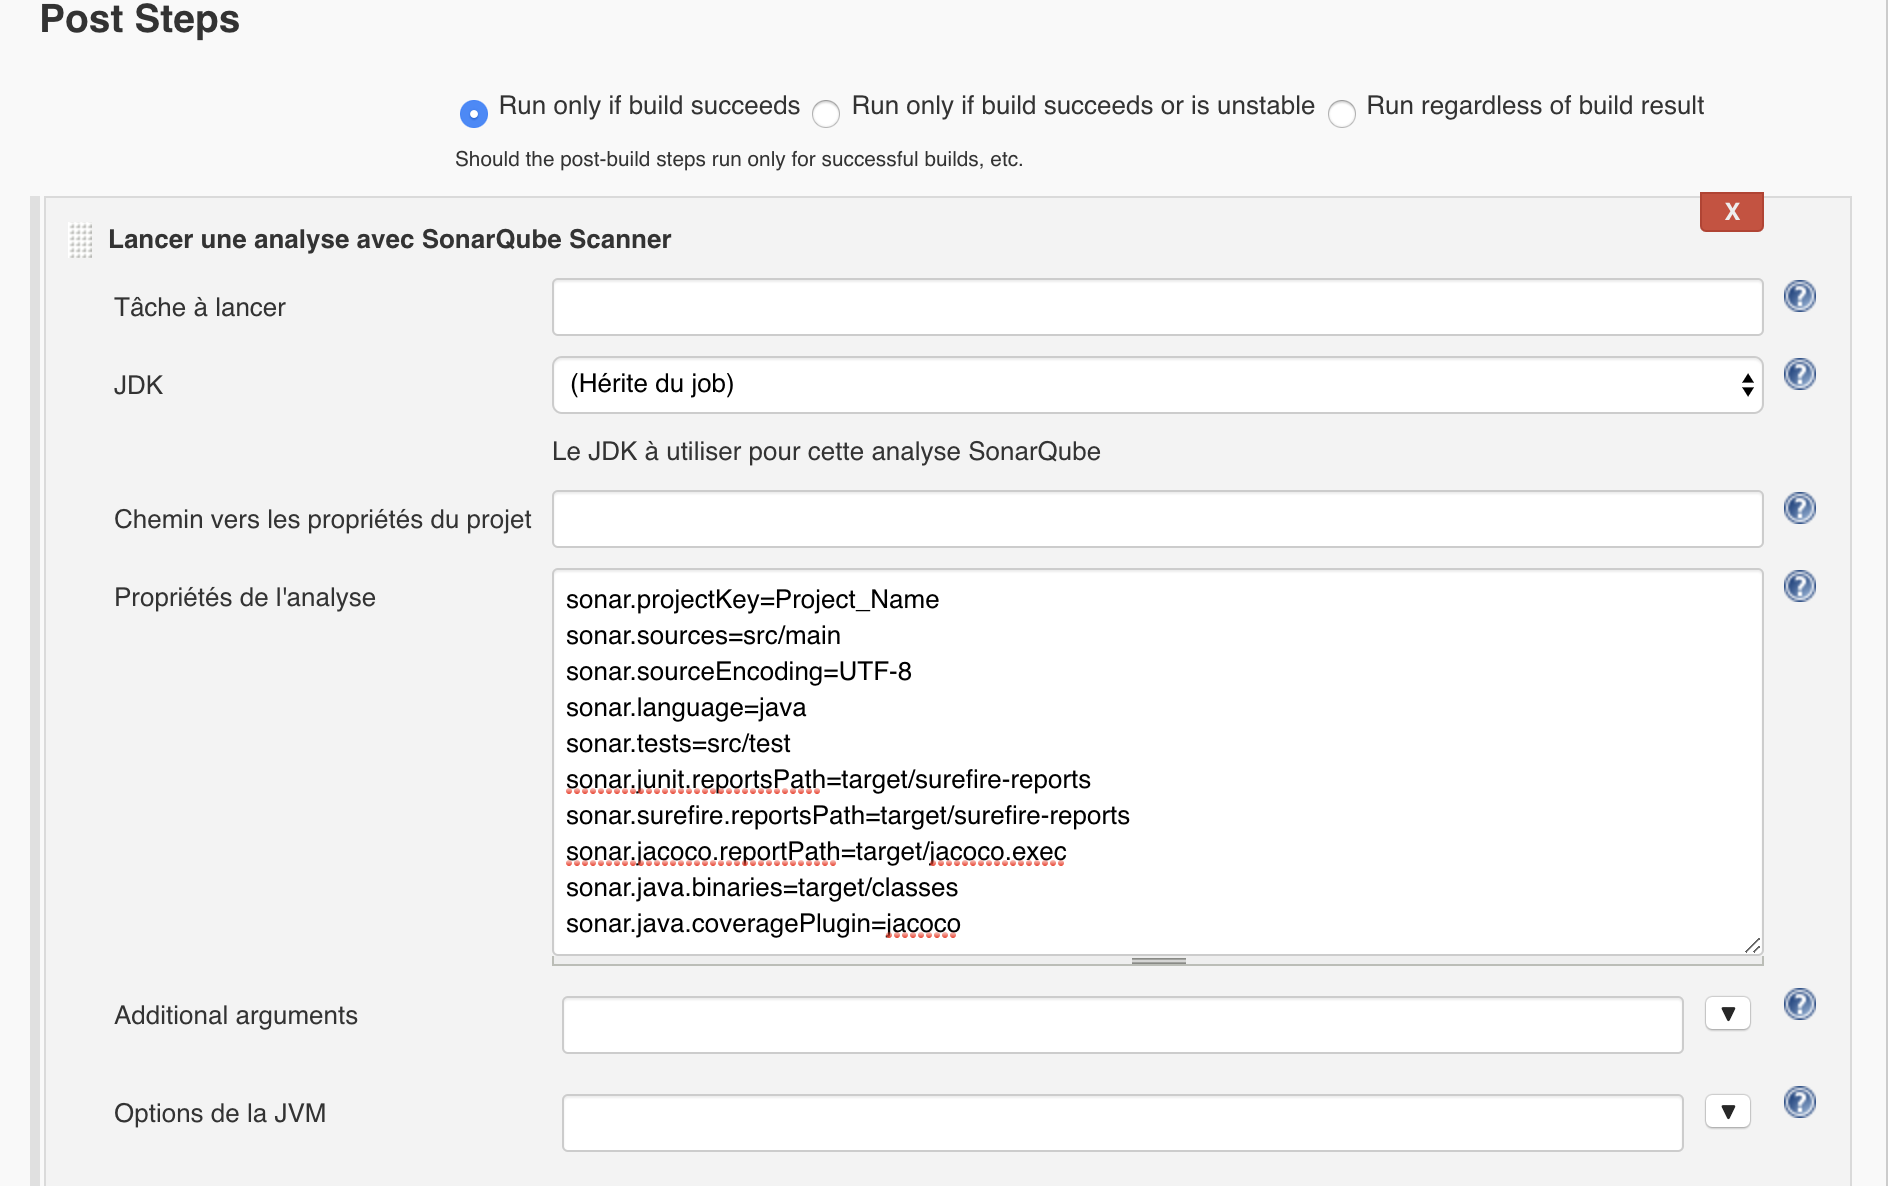 Post Steps
Run only if build succeeds Run only if build succeeds or is unstable Run regardless of build result
Should the post-build steps run only for successful builds, etc.
X
Lancer une analyse avec SonarQube Scanner
Tâche à lancer
?
JDK
(Hérite du job)
?
Le JDK à utiliser pour cette analyse SonarQube
Chemin vers les propriétés du projet
?
Propriétés de l'analyse
?
sonar.projectKey=Project_Name
sonar.sources=src/main
sonar.sourceEncoding=UTF-8
sonar.language=java
sonar.tests=src/test
sonar.junit.reportsPath=target/surefire-reports
sonar.surefire.reportsPath=target/surefire-reports
sonar.jacoco.reportPath=target/jacoco.exec
sonar.java.binaries=target/classes
sonar.java.coveragePlugin=jacoco
Additional arguments
?
Options de la JVM
?